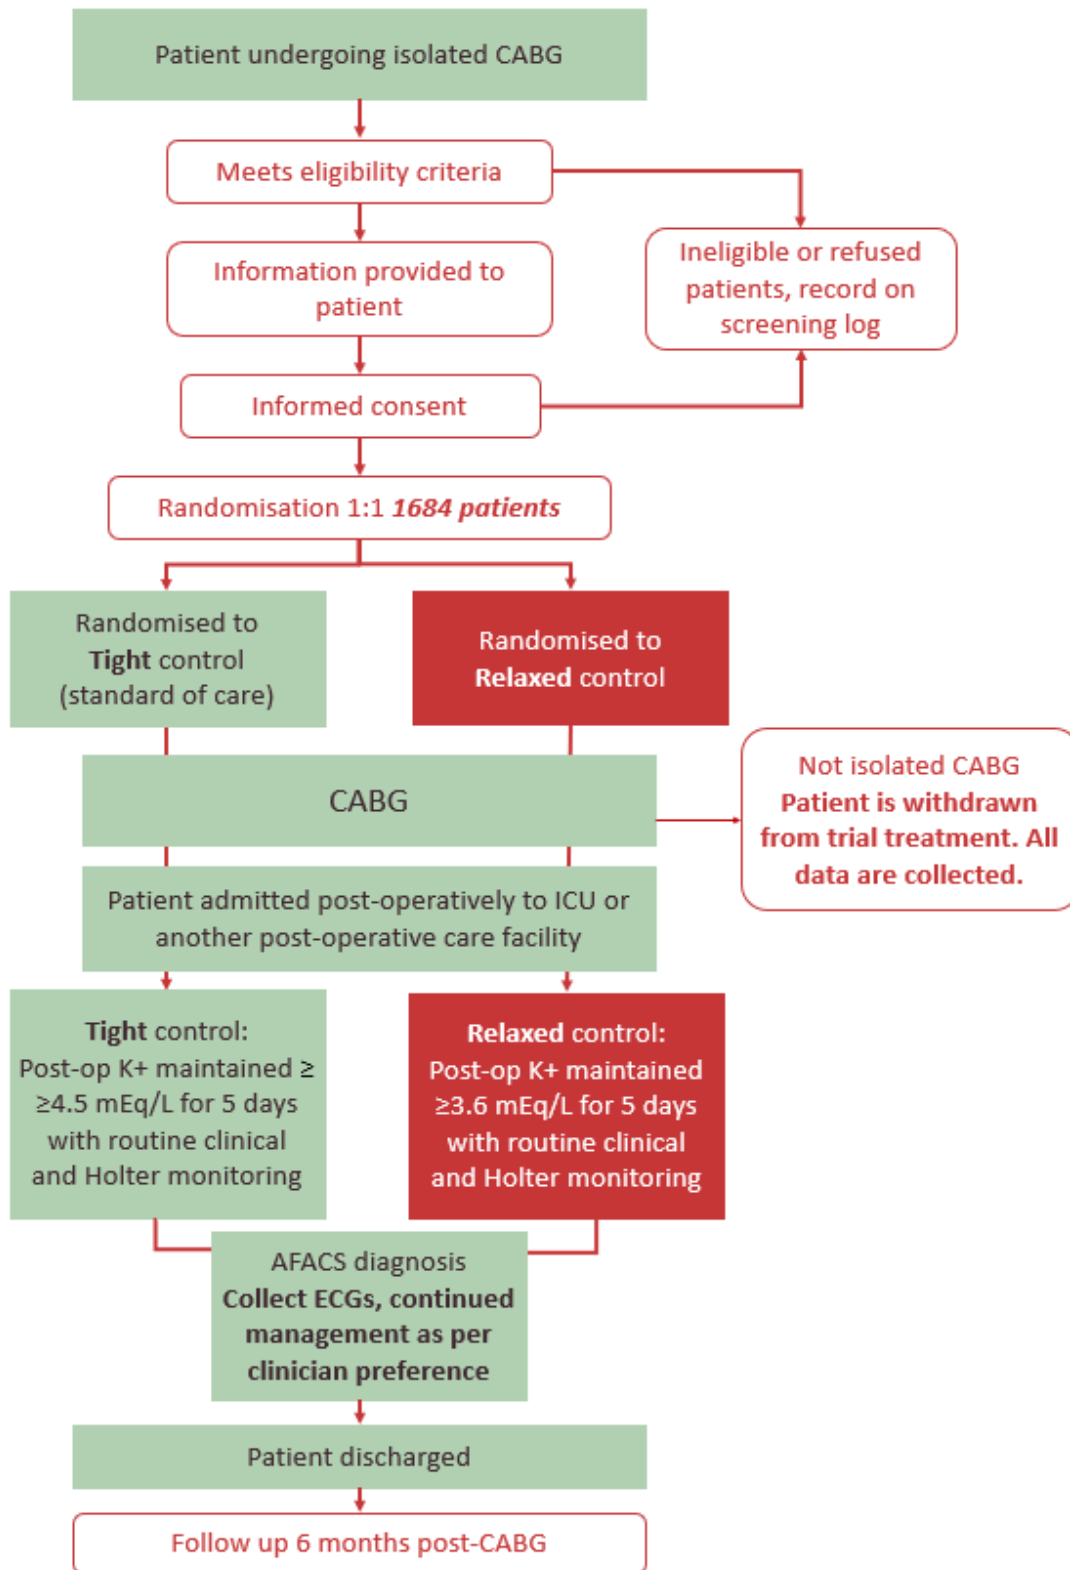 Patient undergoing isolated CABG
Meets eligibility criteria
Information provided to
patient
Ineligible or refused
patients, record on
screening log
Informed consent
Randomisation 1:1 1684 patients
Randomised to
Tight control
(standard of care)
Randomised to
Relaxed control
CABG
Not isolated CABG
Patient is withdrawn
from trial treatment. All
data are collected.
Patient admitted post-operatively to ICU or
another post-operative care facility
Tight control:
Post-op K+ maintained ≥
≥4.5 mEq/L for 5 days
with routine clinical
and Holter monitoring
Relaxed control:
Post-op K+ maintained
≥3.6 mEq/L for 5 days
with routine clinical
and Holter monitoring
AFACS diagnosis
Collect ECGs, continued
management as per
clinician preference
Patient discharged
Follow up 6 months post-CABG